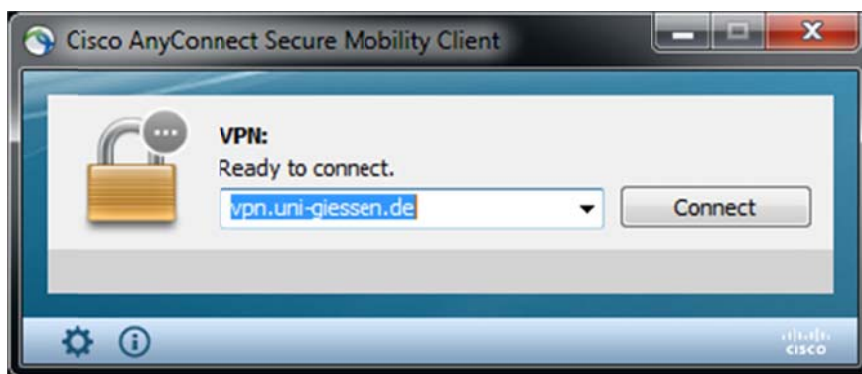 Cisco AnyConnect Secure Mobility Client
VPN:
Ready to connect.
vpn.uni-giessen.de
Connect
CISCO